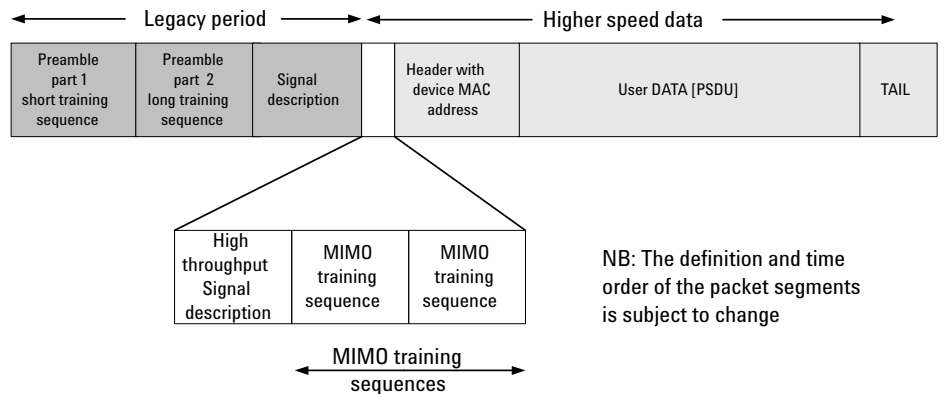 Legacy period
Higher speed data
Preamble
part 1
short training
sequence
Preamble
part 2
long training
sequence
Signal
description
Header with
device MAC
address
User DATA [PSDU]
TAIL
High
throughput
Signal
description
MIMO
training
sequence
MIMO
training
sequence
NB: The definition and time
order of the packet segments
is subject to change
MIMO training
sequences